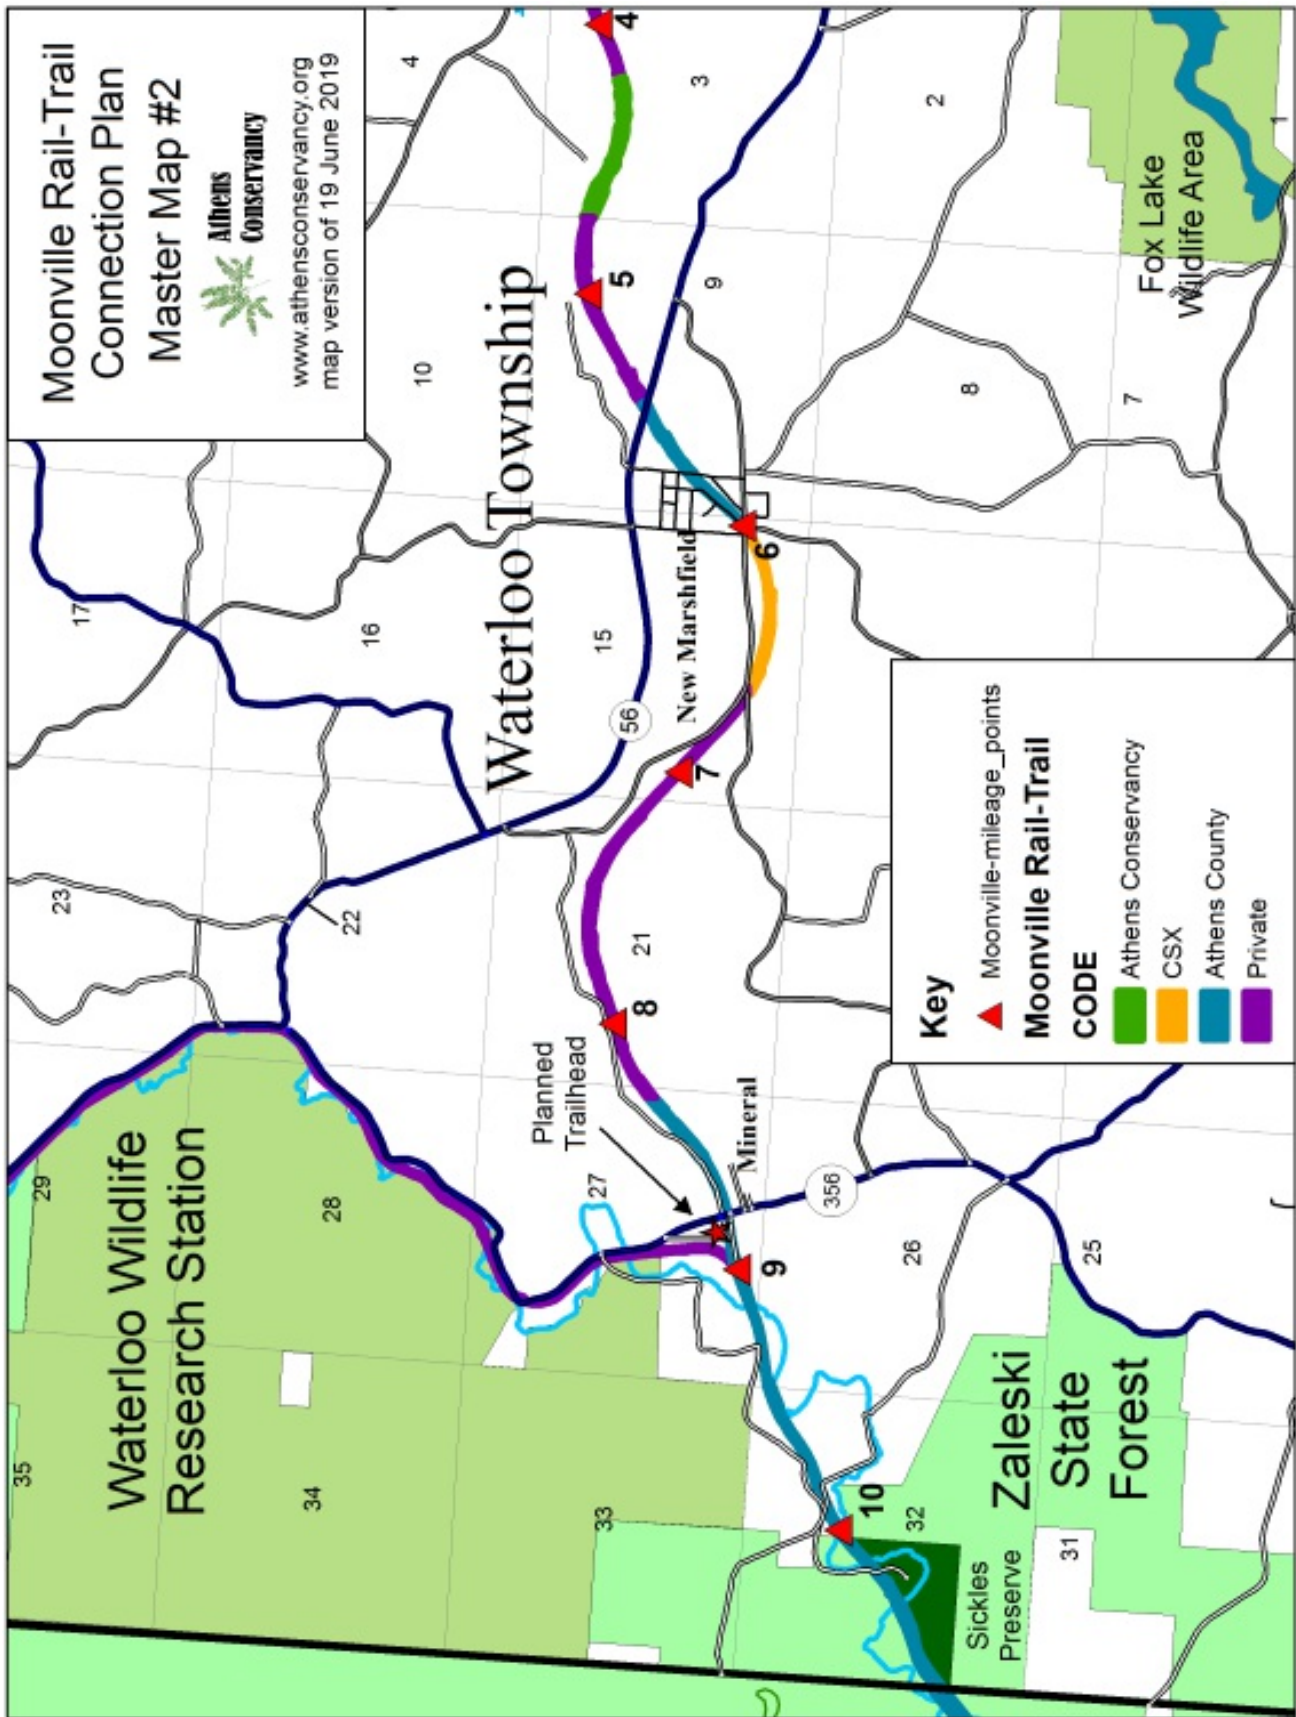 Moonville Rail-Trail
Connection Plan
Master Map #2
Athens
Conservancy
www.athensconservancy.org
map version of 19 June 2019
Waterloo Wildlife
Research Station
Waterloo Township
Planned
Trailhead
Mineral
New Marshfield
Fox Lake
Wildlife Area
Zaleski
State
Forest
Sickles
Preserve
56
356
4
5
6
7
8
9
10
35
29
23
17
34
28
22
16
10
4
33
27
21
15
9
3
32
26
8
2
31
25
7
1
Key
Moonville-mileage_points
Moonville Rail-Trail
CODE
Athens Conservancy
CSX
Athens County
Private